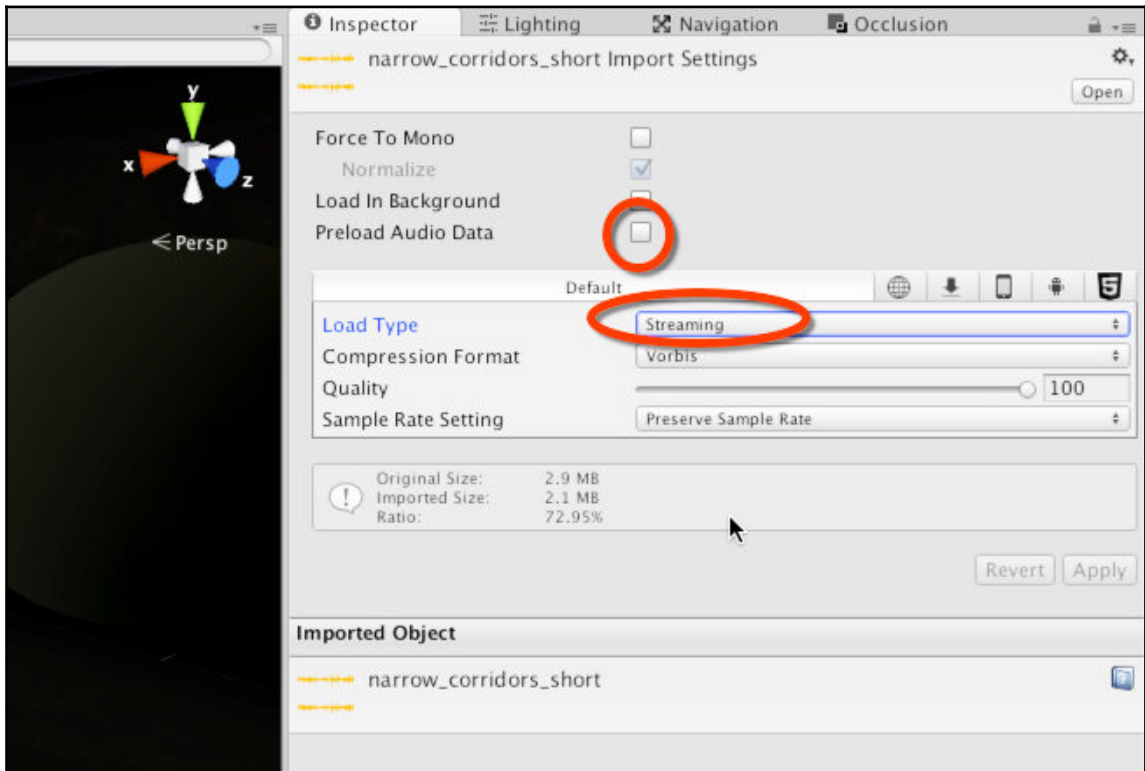 Inspector Lighting Navigation Occlusion
narrow_corridors_short Import Settings
Open
y
x
z
Persp
Force To Mono
Normalize
Load In Background
Preload Audio Data
Default
Load Type Streaming
Compression Format Vorbis
Quality 100
Sample Rate Setting Preserve Sample Rate
Original Size: 2.9 MB
Imported Size: 2.1 MB
Ratio: 72.95%
Revert Apply
Imported Object
narrow_corridors_short